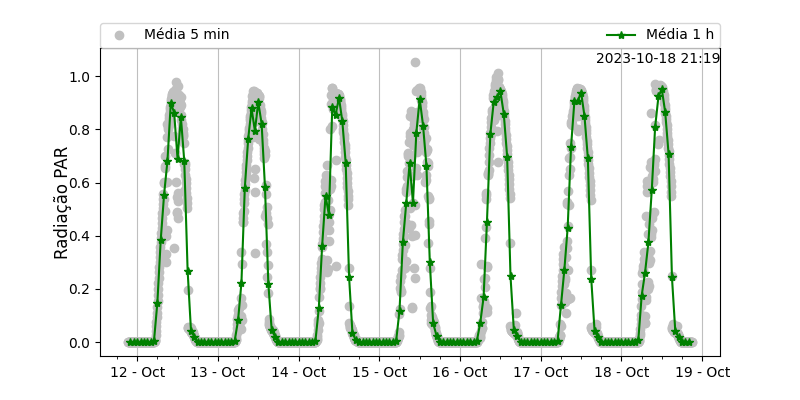 Média 5 min
Média 1 h
2023-10-18 21:19
Radiação PAR
1.0
0.8
0.6
0.4
0.2
0.0
12 - Oct
13 - Oct
14 - Oct
15 - Oct
16 - Oct
17 - Oct
18 - Oct
19 - Oct